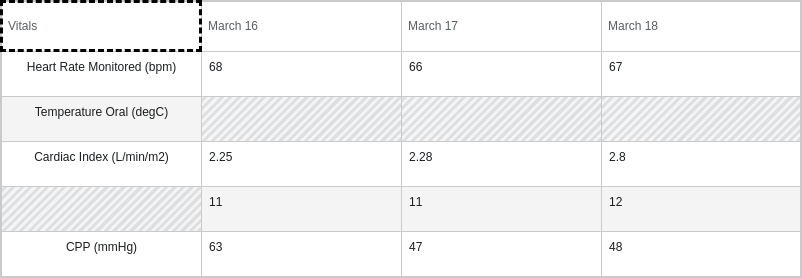 Vitals March 16 March 17 March 18
Heart Rate Monitored (bpm) 68 66 67
Temperature Oral (degC)
Cardiac Index (L/min/m2) 2.25 2.28 2.8
11 11 12
CPP (mmHg) 63 47 48